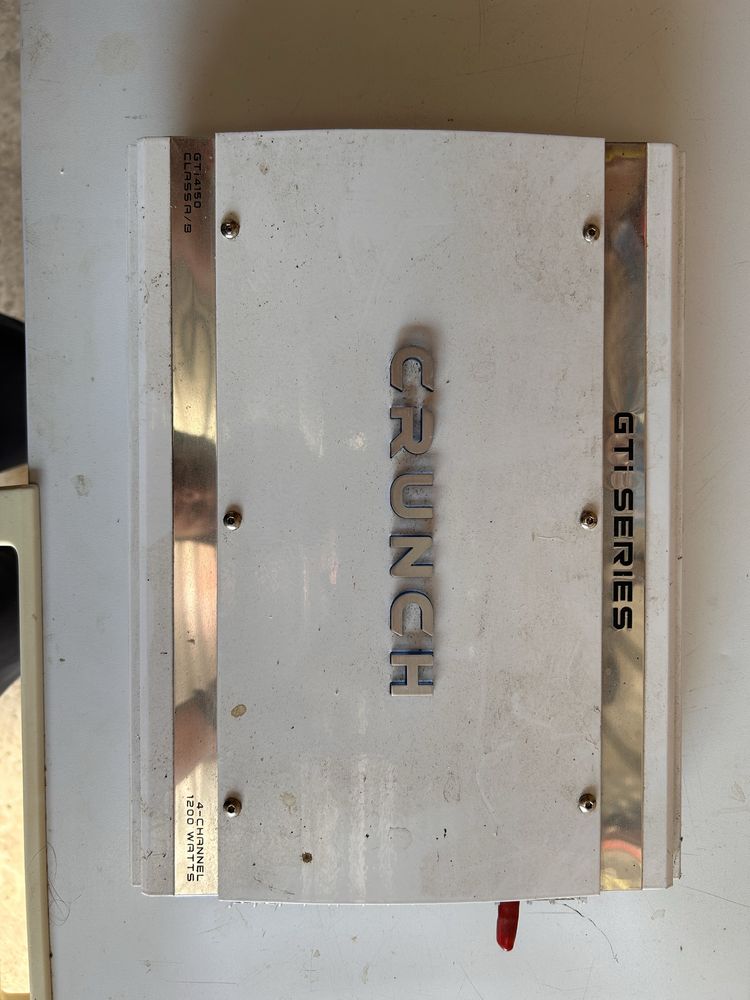 GTi SERIES
CRUNCH
GTi4150
CLASS A/B
4-CHANNEL
1200 WATTS